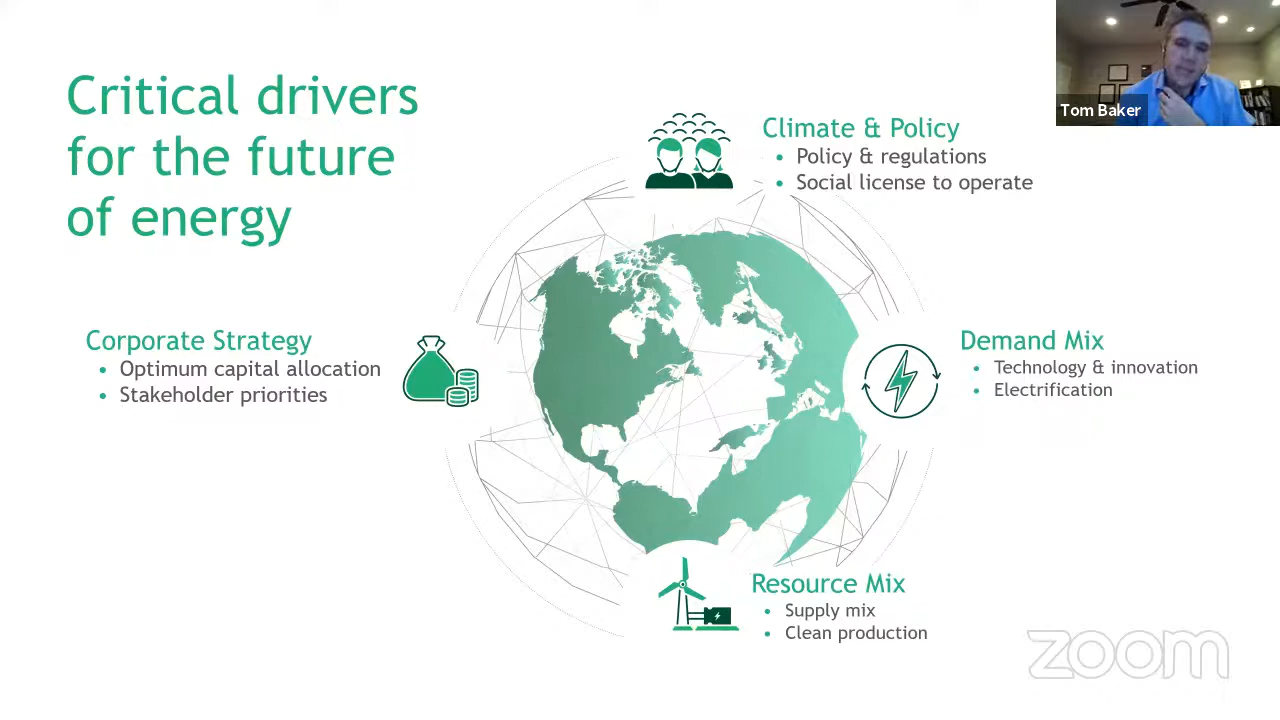 Critical drivers
for the future
of energy
Tom Baker
Climate & Policy
• Policy & regulations
• Social license to operate
Corporate Strategy
• Optimum capital allocation
• Stakeholder priorities
Demand Mix
• Technology & innovation
• Electrification
Resource Mix
• Supply mix
• Clean production
zoom